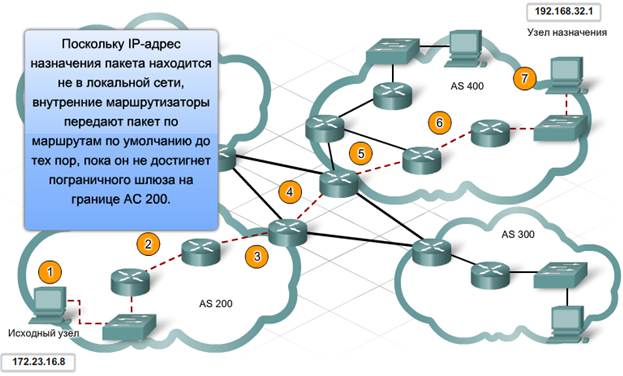 192.168.32.1
Узел назначения
Поскольку IP-адрес
назначения пакета находится
не в локальной сети,
внутренние маршрутизаторы
передают пакет по
маршрутам по умолчанию до
тех пор, пока он не достигнет
пограничного шлюза на
границе АС 200.
AS 400
7
6
5
4
3
2
1
AS 300
AS 200
Исходный узел
172.23.16.8